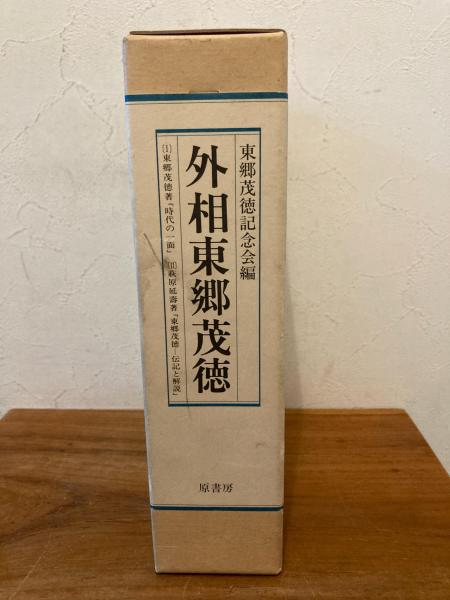 東郷茂徳記念会編
外相東郷茂徳
〔I〕東郷茂徳著『時代の一面』 〔II〕萩原延壽著『東郷茂徳—伝記と解説』
原書房